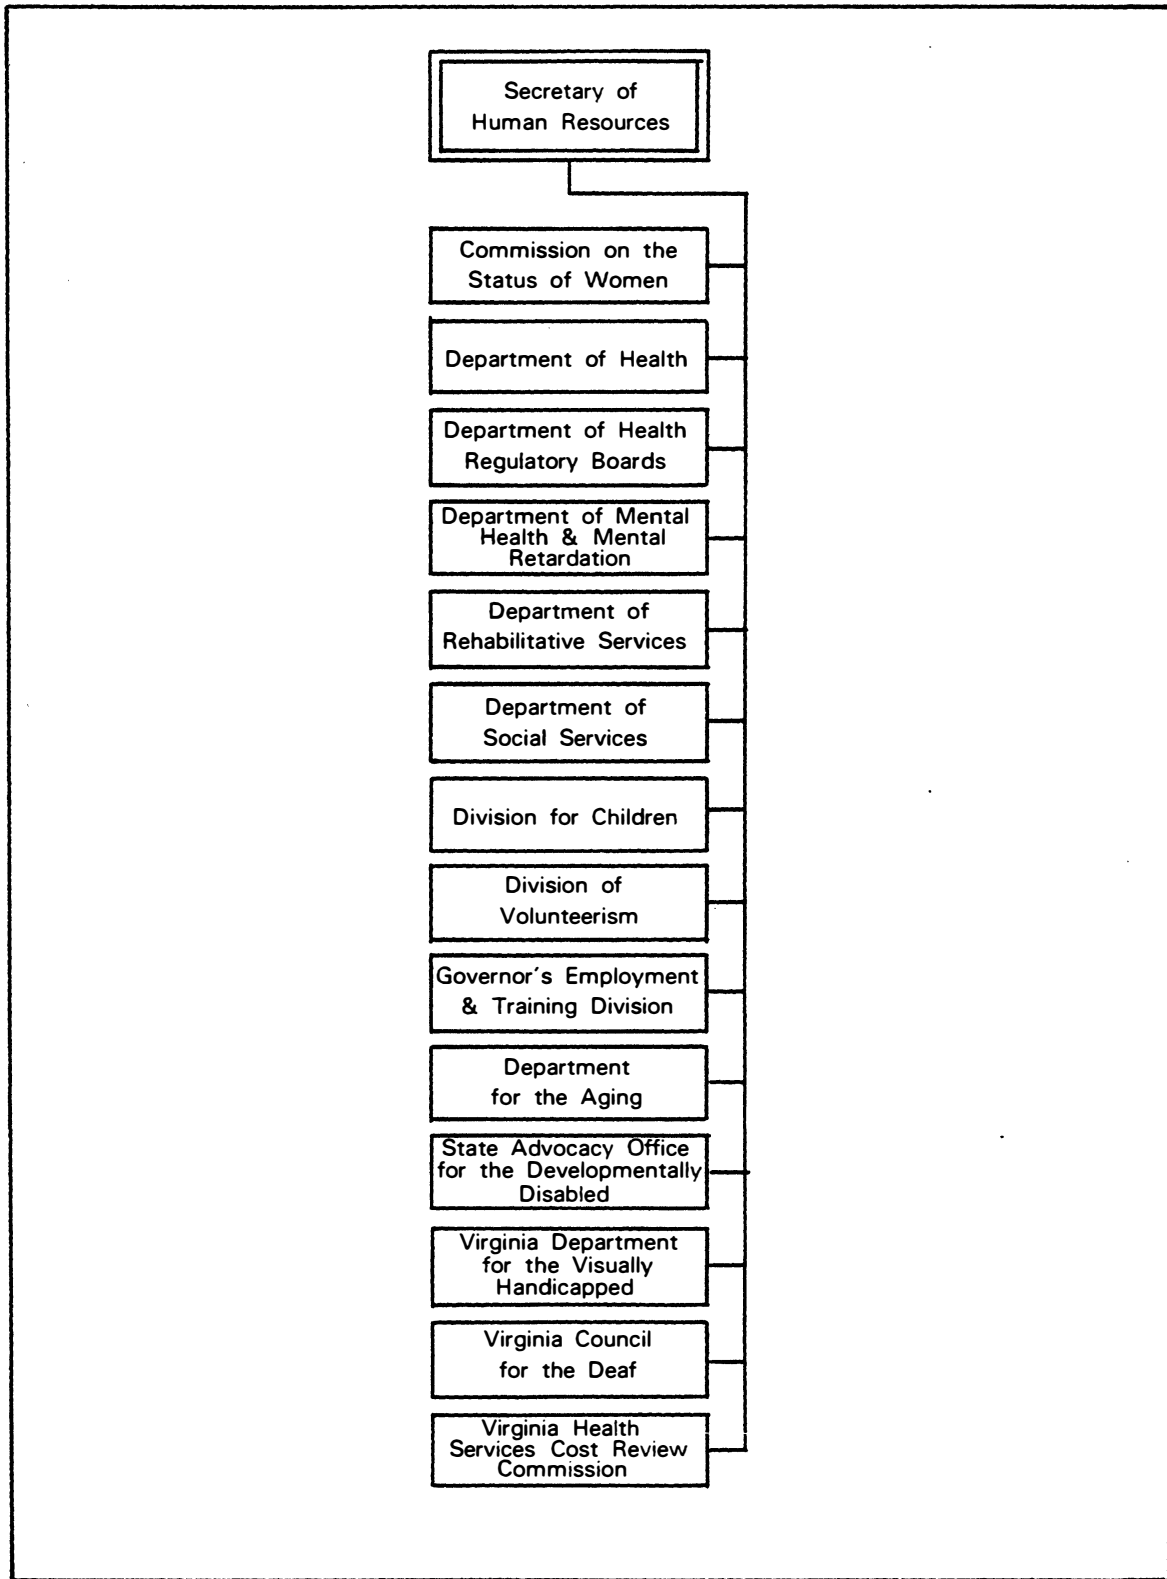 Secretary of
Human Resources
Commission on the
Status of Women
Department of Health
Department of Health
Regulatory Boards
Department of Mental
Health & Mental
Retardation
Department of
Rehabilitative Services
Department of
Social Services
Division for Children
Division of
Volunteerism
Governor's Employment
& Training Division
Department
for the Aging
State Advocacy Office
for the Developmentally
Disabled
Virginia Department
for the Visually
Handicapped
Virginia Council
for the Deaf
Virginia Health
Services Cost Review
Commission